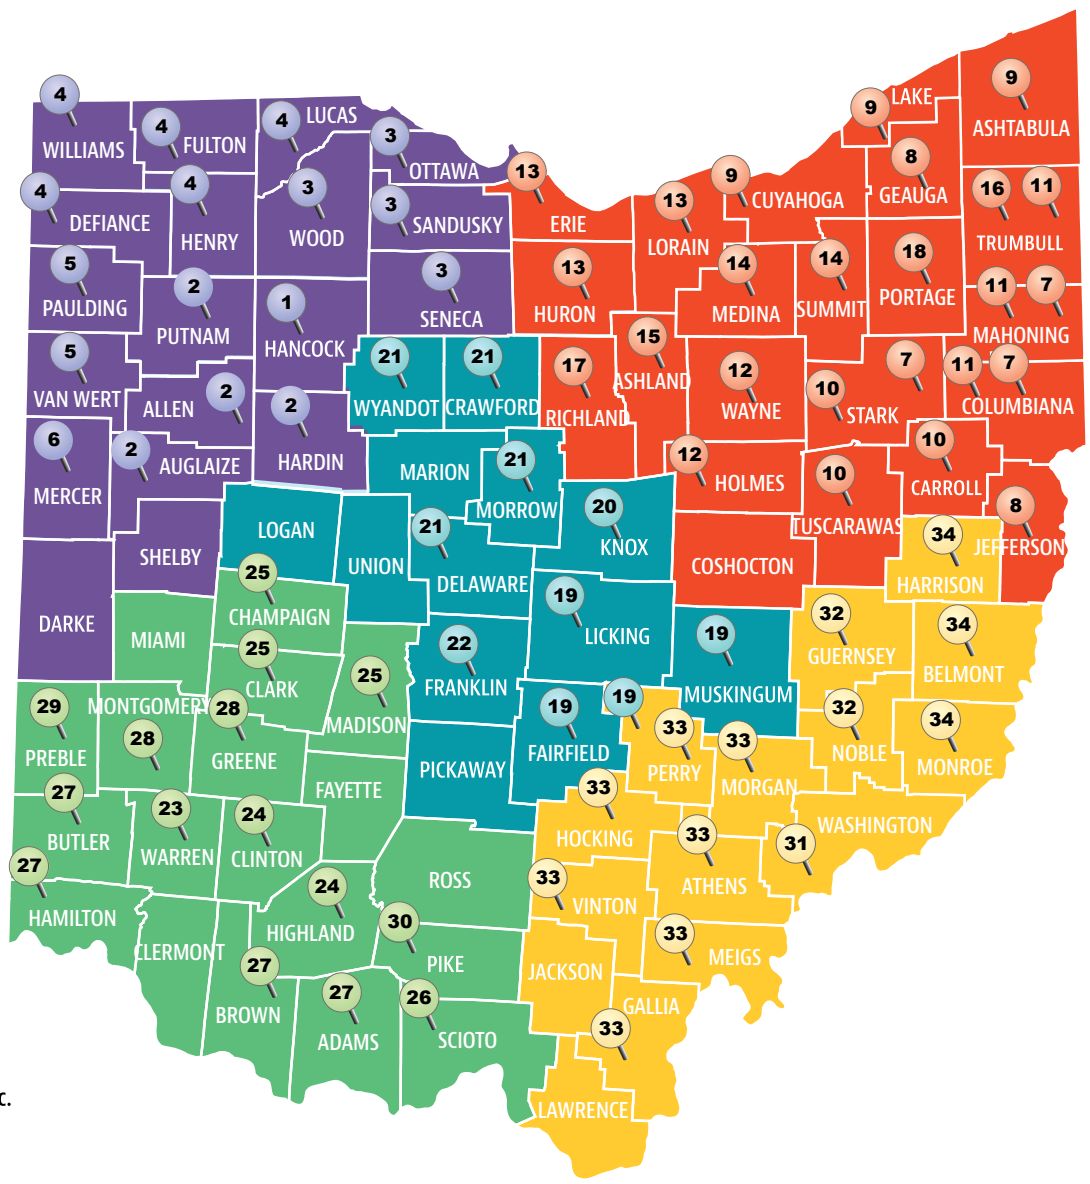 9
LAKE
9
ASHTABULA
4
WILLIAMS
4
FULTON
4
LUCAS
3
OTTAWA
13
ERIE
9
CUYAHOGA
8
GEAUGA
16
11
TRUMBULL
4
DEFIANCE
4
HENRY
3
WOOD
3
SANDUSKY
13
LORAIN
5
PAULDING
2
PUTNAM
1
HANCOCK
3
SENECA
13
HURON
14
MEDINA
14
SUMMIT
18
PORTAGE
11
7
MAHONING
5
VAN WERT
2
ALLEN
2
HARDIN
21
WYANDOT
21
CRAWFORD
17
RICHLAND
15
ASHLAND
12
WAYNE
10
7
STARK
11
7
COLUMBIANA
6
MERCER
2
AUGLAIZE
MARION
21
MORROW
12
HOLMES
10
TUSCARAWAS
10
CARROLL
8
JEFFERSON
SHELBY
LOGAN
UNION
21
DELAWARE
20
KNOX
COSHOCTON
34
HARRISON
DARKE
MIAMI
25
CHAMPAIGN
25
CLARK
25
MADISON
22
FRANKLIN
19
LICKING
19
MUSKINGUM
32
GUERNSEY
34
BELMONT
29
PREBLE
MONTGOMERY
28
28
GREENE
FAYETTE
PICKAWAY
19
FAIRFIELD
19
33
PERRY
33
MORGAN
32
NOBLE
34
MONROE
27
BUTLER
23
WARREN
24
CLINTON
33
HOCKING
33
ATHENS
31
WASHINGTON
27
HAMILTON
CLERMONT
24
HIGHLAND
ROSS
33
VINTON
33
MEIGS
27
BROWN
27
ADAMS
30
PIKE
26
SCIOTO
JACKSON
GALLIA
33
LAWRENCE
c.